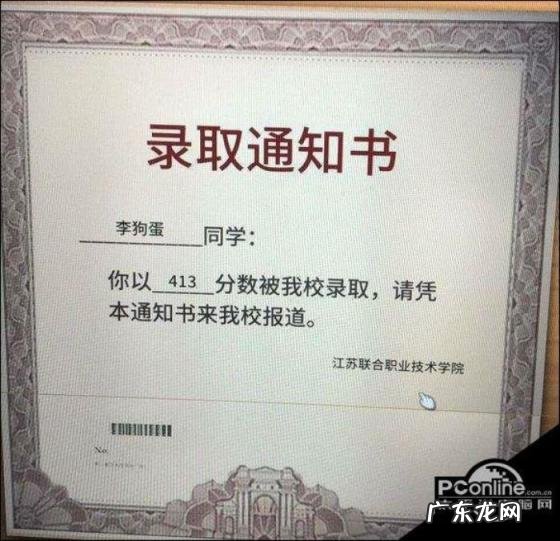 录取通知书
李狗蛋同学：
你以 413 分数被我校录取，请凭
本通知书来我校报道。
江苏联合职业技术学院
No:
PConline.com.cn
广东龙网